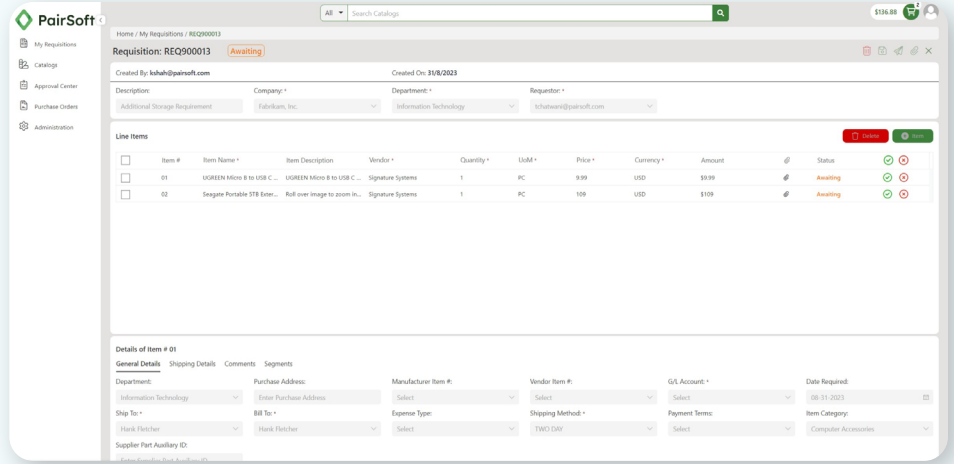 PairSoft
All
Search Catalogs
$136.88
2
Home / My Requisitions / REQ900013
My Requisitions
Catalogs
Approval Center
Purchase Orders
Administration
Requisition: REQ900013 Awaiting
Created By: kshah@pairsoft.com Created On: 31/8/2023
Description: Company: * Department: * Requestor: *
Additional Storage Requirement Fabrikam, Inc. Information Technology tchatwani@pairsoft.com
Line Items Delete Item
Item # Item Name * Item Description Vendor * Quantity * UoM * Price * Currency * Amount Status
01 UGREEN Micro B to USB C ... UGREEN Micro B to USB C ... Signature Systems 1 PC 9.99 USD $9.99 Awaiting
02 Seagate Portable 5TB Exter... Roll over image to zoom in... Signature Systems 1 PC 109 USD $109 Awaiting
Details of Item # 01
General Details Shipping Details Comments Segments
Department: Purchase Address: Manufacturer Item #: Vendor Item #: G/L Account: * Date Required:
Information Technology Enter Purchase Address Select Select Select 08-31-2023
Ship To: * Bill To: * Expense Type: Shipping Method: * Payment Terms: Item Category:
Hank Fletcher Hank Fletcher Select TWO DAY Select Computer Accessories
Supplier Part Auxiliary ID:
Enter Supplier Part Auxiliary ID